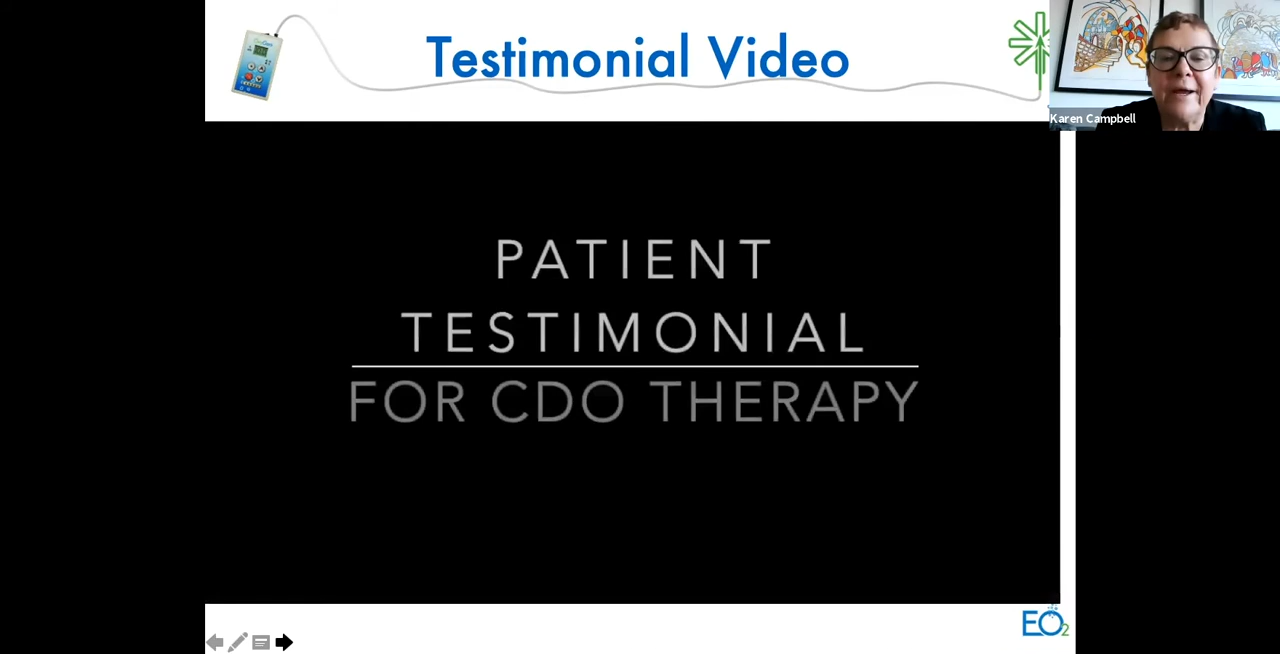 Testimonial Video
Karen Campbell
PATIENT
TESTIMONIAL
FOR CDO THERAPY
EO2